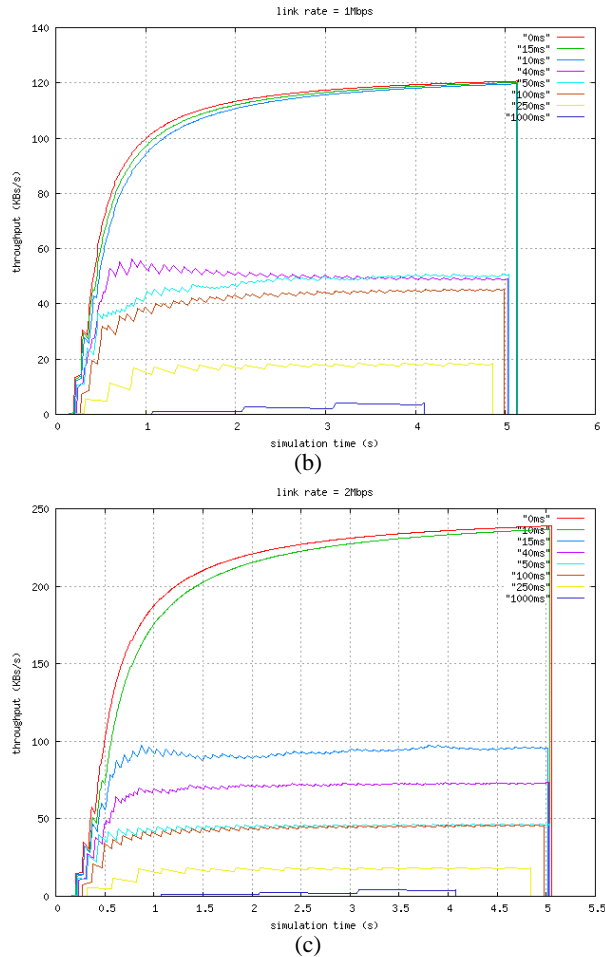 link rate = 1Mbps
140
120
100
80
60
40
20
0
throughput (KBs/s)
"0ms"
"15ms"
"10ms"
"40ms"
"50ms"
"100ms"
"250ms"
"1000ms"
0 1 2 3 4 5 6
simulation time (s)
(b)
link rate = 2Mbps
250
200
150
100
50
0
throughput (KBs/s)
"0ms"
"10ms"
"15ms"
"40ms"
"50ms"
"100ms"
"250ms"
"1000ms"
0 0.5 1 1.5 2 2.5 3 3.5 4 4.5 5 5.5
simulation time (s)
(c)